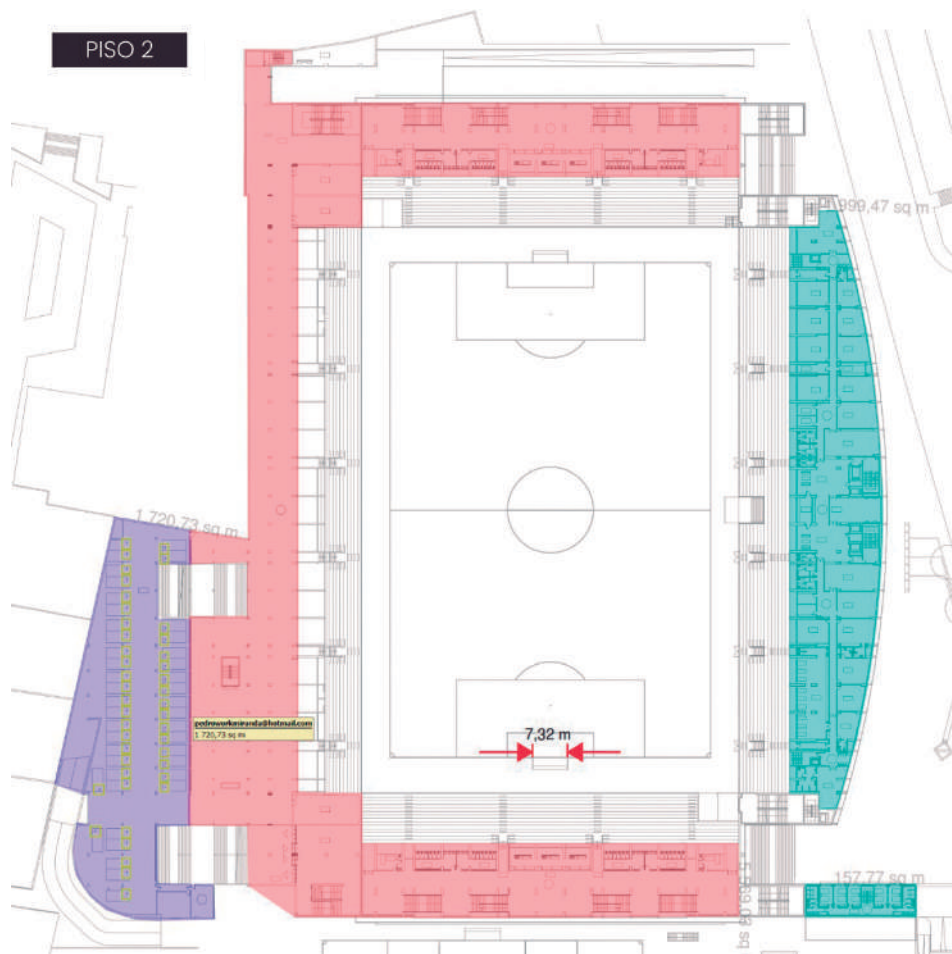 PISO 2
999,47 sq m
1 720,73 sq m
pedroworkmiranda@hotmail.com
1 720,73 sq m
7,32 m
157,77 sq m